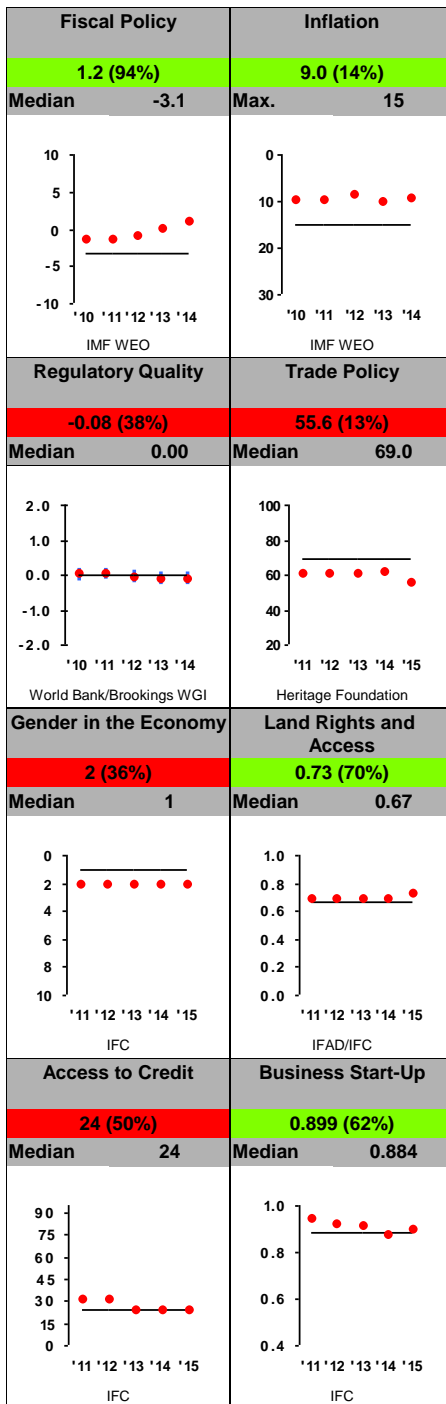 Fiscal Policy
1.2 (94%)
Median -3.1
10
5
0
-5
-10
'10 '11 '12 '13 '14
IMF WEO
Inflation
9.0 (14%)
Max. 15
0
10
20
30
'10 '11 '12 '13 '14
IMF WEO
Regulatory Quality
-0.08 (38%)
Median 0.00
2.0
1.0
0.0
-1.0
-2.0
'10 '11 '12 '13 '14
World Bank/Brookings WGI
Trade Policy
55.6 (13%)
Median 69.0
100
80
60
40
20
'11 '12 '13 '14 '15
Heritage Foundation
Gender in the Economy
2 (36%)
Median 1
0
2
4
6
8
10
'11 '12 '13 '14 '15
IFC
Land Rights and
Access
0.73 (70%)
Median 0.67
1.0
0.8
0.6
0.4
0.2
0.0
'11 '12 '13 '14 '15
IFAD/IFC
Access to Credit
24 (50%)
Median 24
90
75
60
45
30
15
0
'11 '12 '13 '14 '15
IFC
Business Start-Up
0.899 (62%)
Median 0.884
1.0
0.8
0.6
0.4
'11 '12 '13 '14 '15
IFC